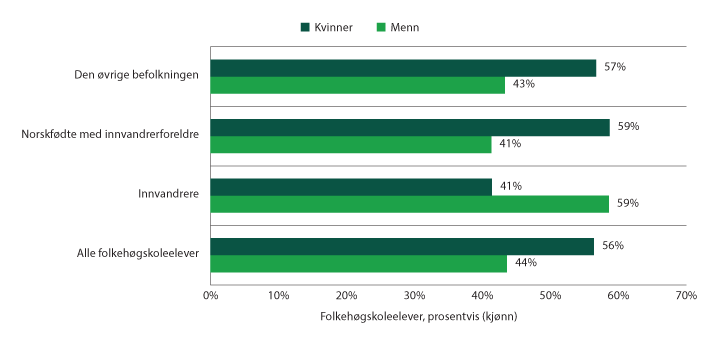 Kvinner Menn
Den øvrige befolkningen 57%
43%
Norskfødte med innvandrerforeldre 59%
41%
Innvandrere 41%
59%
Alle folkehøgskoleelever 56%
44%
0% 10% 20% 30% 40% 50% 60% 70%
Folkehøgskoleelever, prosentvis (kjønn)